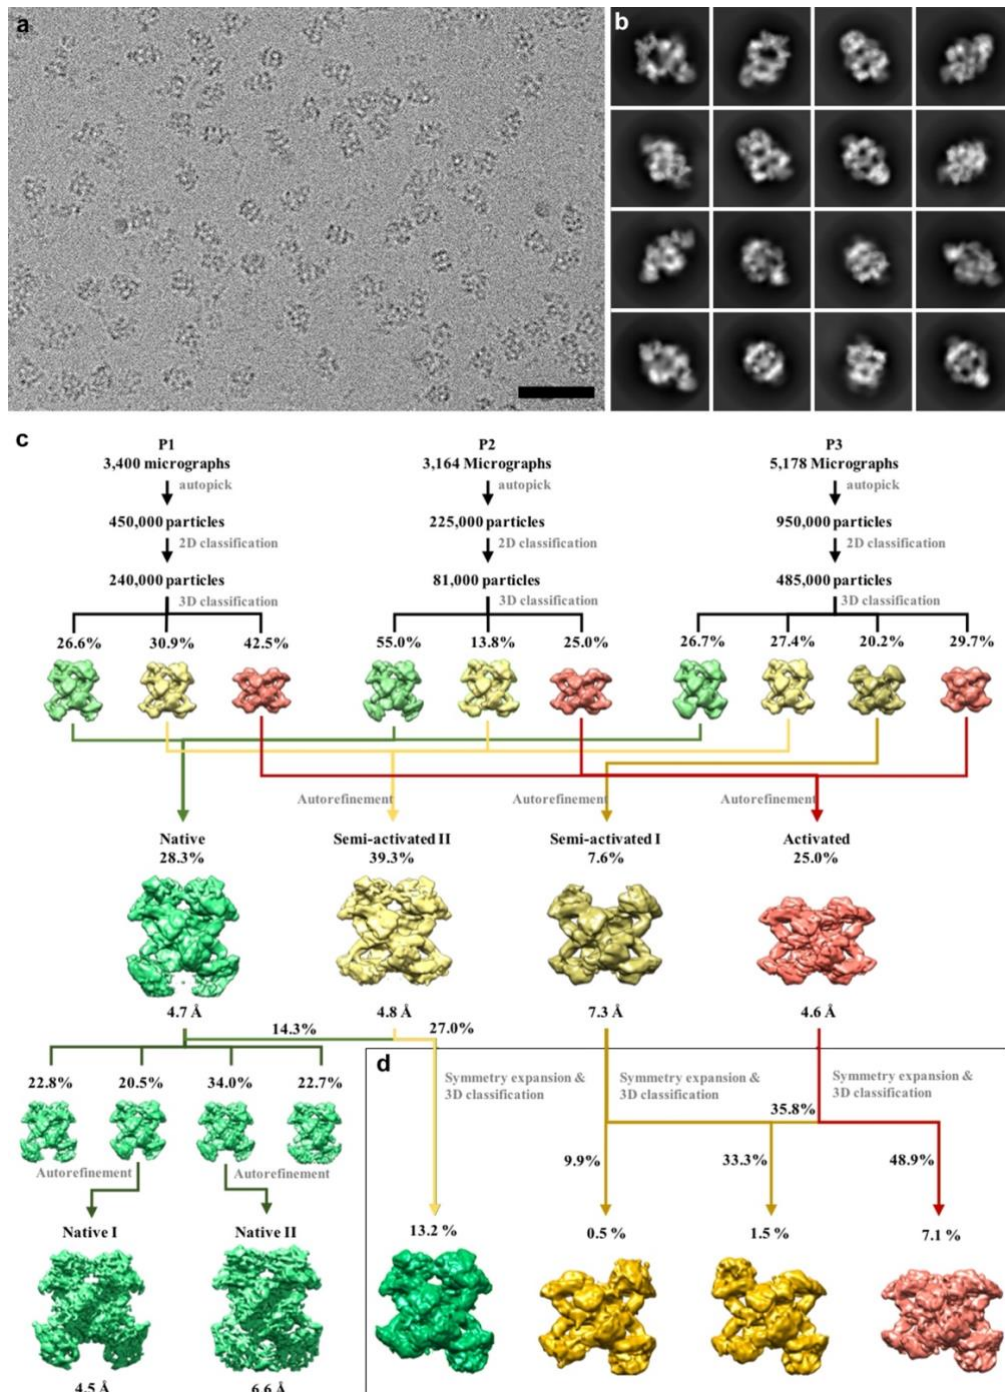 a
b
c
P1 P2 P3
3,400 micrographs 3,164 Micrographs 5,178 Micrographs
autopick autopick autopick
450,000 particles 225,000 particles 950,000 particles
2D classification 2D classification 2D classification
240,000 particles 81,000 particles 485,000 particles
3D classification 3D classification 3D classification
26.6% 30.9% 42.5% 55.0% 13.8% 25.0% 26.7% 27.4% 20.2% 29.7%
Autorefinement Autorefinement Autorefinement
Native Semi-activated II Semi-activated I Activated
28.3% 39.3% 7.6% 25.0%
4.7 Å 4.8 Å 7.3 Å 4.6 Å
14.3% 27.0%
d
22.8% 20.5% 34.0% 22.7%
Symmetry expansion & Symmetry expansion & Symmetry expansion &
3D classification 3D classification 3D classification
35.8%
9.9% 33.3% 48.9%
Autorefinement Autorefinement
Native I Native II
13.2 % 0.5 % 1.5 % 7.1 %
4.5 Å 6.6 Å